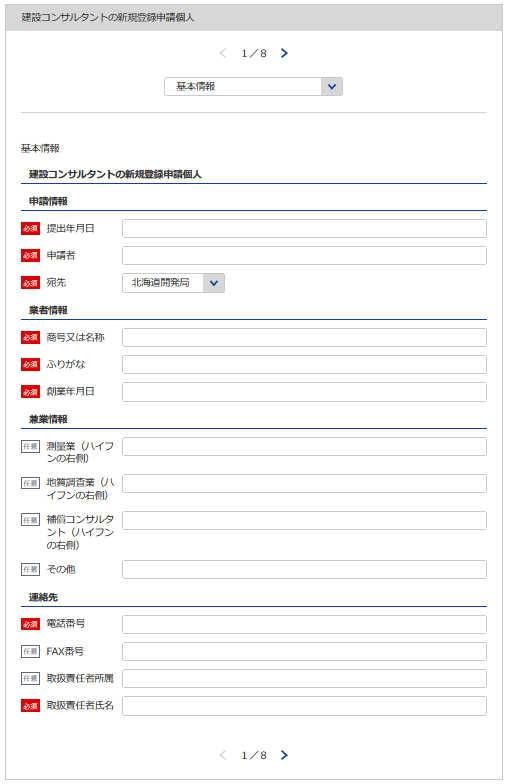 建設コンサルタントの新規登録申請個人
1／8
基本情報
基本情報
建設コンサルタントの新規登録申請個人
申請情報
必須 提出年月日
必須 申請者
必須 宛先 北海道開発局
業者情報
必須 商号又は名称
必須 ふりがな
必須 創業年月日
兼業情報
任意 測量業（ハイフ
ンの右側）
任意 地質調査業（ハ
イフンの右側）
任意 補償コンサルタ
ント（ハイフン
の右側）
任意 その他
連絡先
必須 電話番号
任意 FAX番号
任意 取扱責任者所属
必須 取扱責任者氏名
1／8